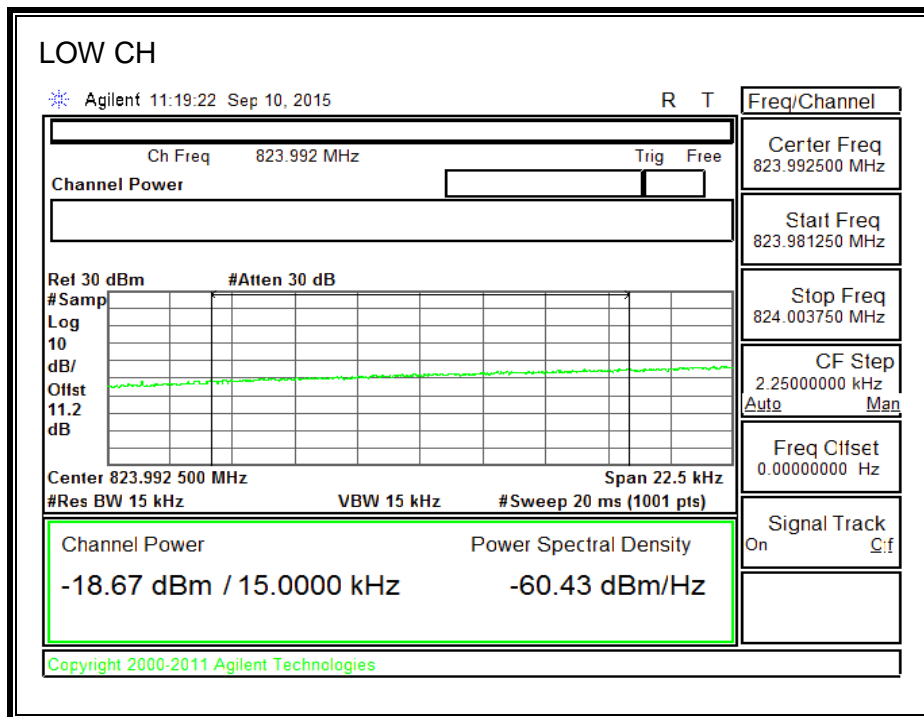 LOW CH
Agilent 11:19:22 Sep 10, 2015 R T
Freq/Channel
Ch Freq 823.992 MHz Trig Free
Channel Power
Center Freq
823.992500 MHz
Start Freq
823.981250 MHz
Stop Freq
824.003750 MHz
CF Step
2.25000000 kHz
Auto Man
Freq Offset
0.00000000 Hz
Signal Track
On Off
Ref 30 dBm #Atten 30 dB
#Samp
Log
10
dB/
Offst
11.2
dB
Center 823.992 500 MHz Span 22.5 kHz
#Res BW 15 kHz VBW 15 kHz #Sweep 20 ms (1001 pts)
Channel Power Power Spectral Density
-18.67 dBm / 15.0000 kHz -60.43 dBm/Hz
Copyright 2000-2011 Agilent Technologies